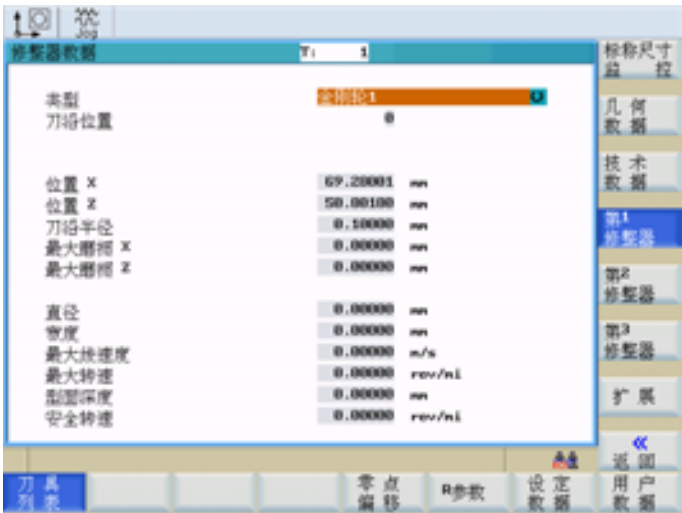 Jog
修整器数据 T: 1
类型 金刚轮1
刀沿位置 0
位置 X 69.20001 mm
位置 Z 50.00100 mm
刀沿半径 0.10000 mm
最大磨损 X 0.00000 mm
最大磨损 Z 0.00000 mm
直径 0.00000 mm
宽度 0.00000 mm
最大线速度 0.00000 m/s
最大转速 0.00000 rev/mi
型面深度 0.00000 mm
安全转速 0.00000 rev/mi
标称尺寸
监 控
几 何
数 据
技 术
数 据
第1
修整器
第2
修整器
第3
修整器
扩 展
«
返 回
刀 具
列 表
零 点
偏 移
R参数
设 定
数 据
用 户
数 据